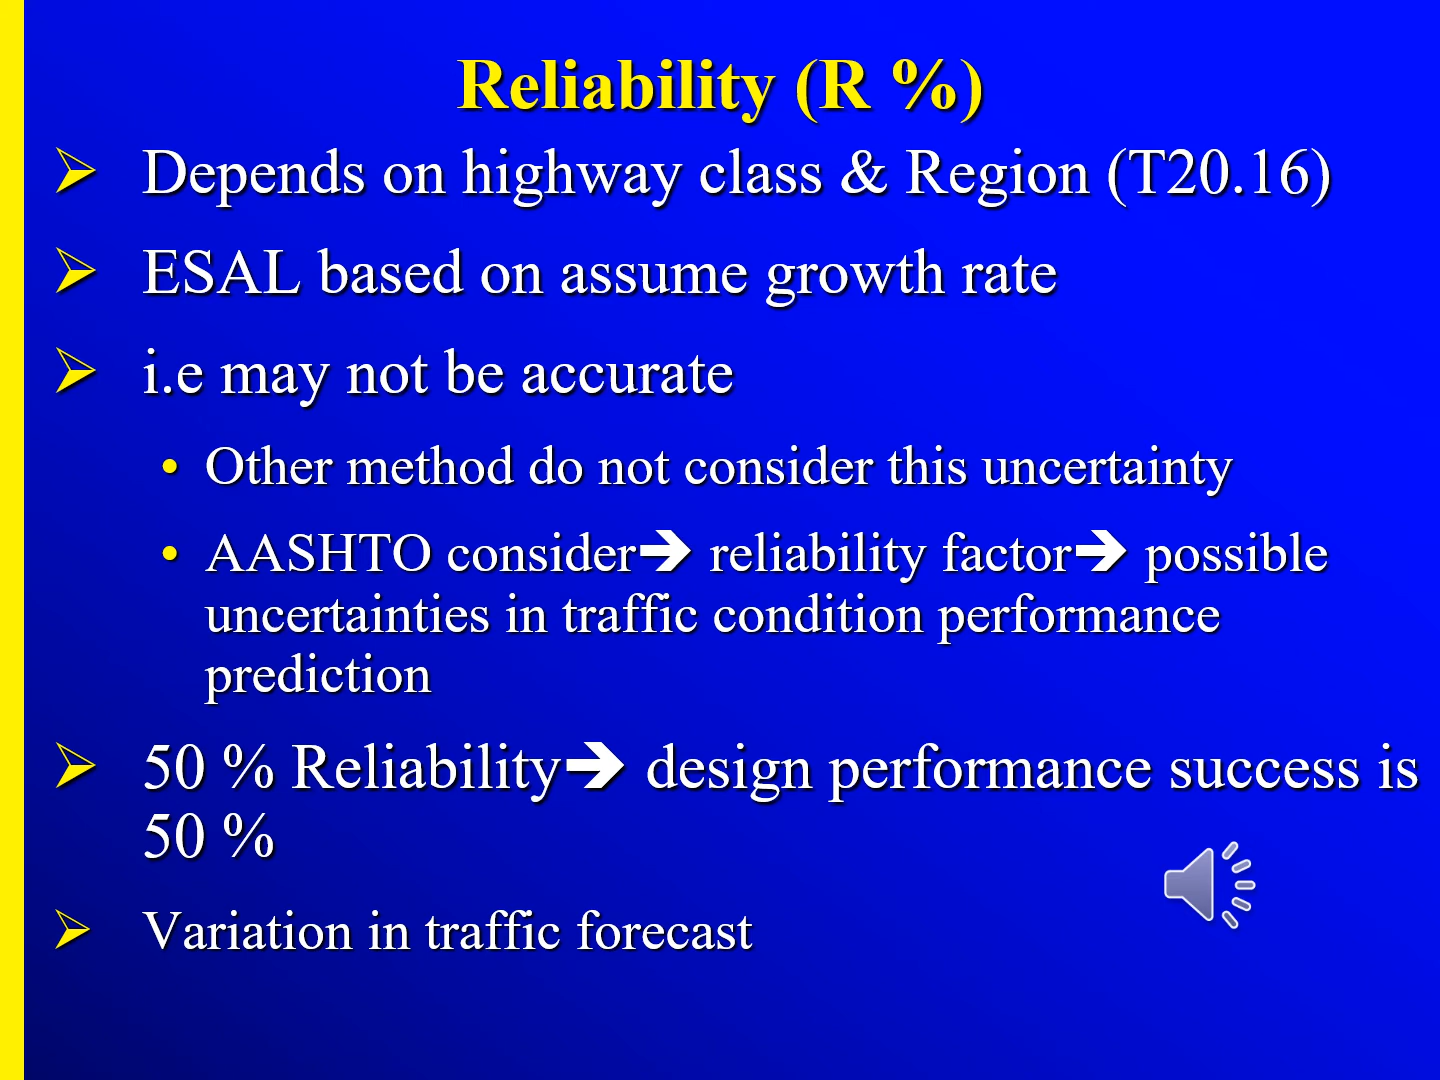 Reliability (R %)
➢ Depends on highway class & Region (T20.16)
➢ ESAL based on assume growth rate
➢ i.e may not be accurate
• Other method do not consider this uncertainty
• AASHTO consider➔ reliability factor➔ possible
uncertainties in traffic condition performance
prediction
➢ 50 % Reliability➔ design performance success is
50 %
➢ Variation in traffic forecast